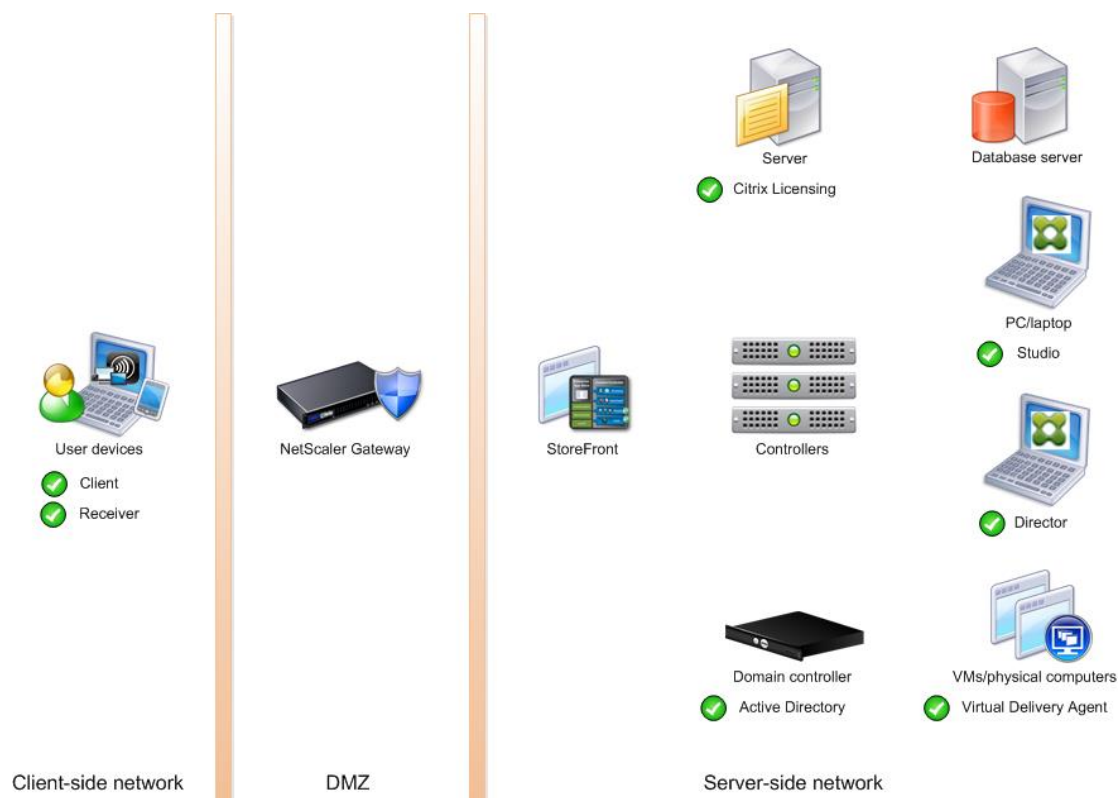 Server
Citrix Licensing
Database server
PC/laptop
Studio
User devices
Client
Receiver
NetScaler Gateway
StoreFront
Controllers
Director
Domain controller
Active Directory
VMs/physical computers
Virtual Delivery Agent
Client-side network
DMZ
Server-side network